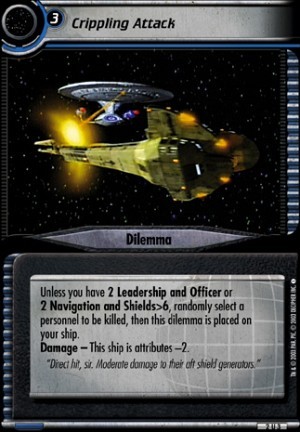 3 Crippling Attack
Dilemma
Unless you have 2 Leadership and Officer or
2 Navigation and Shields>6, randomly select a
personnel to be killed, then this dilemma is placed on
your ship.
Damage – This ship is attributes –2.
"Direct hit, sir. Moderate damage to their aft shield generators."